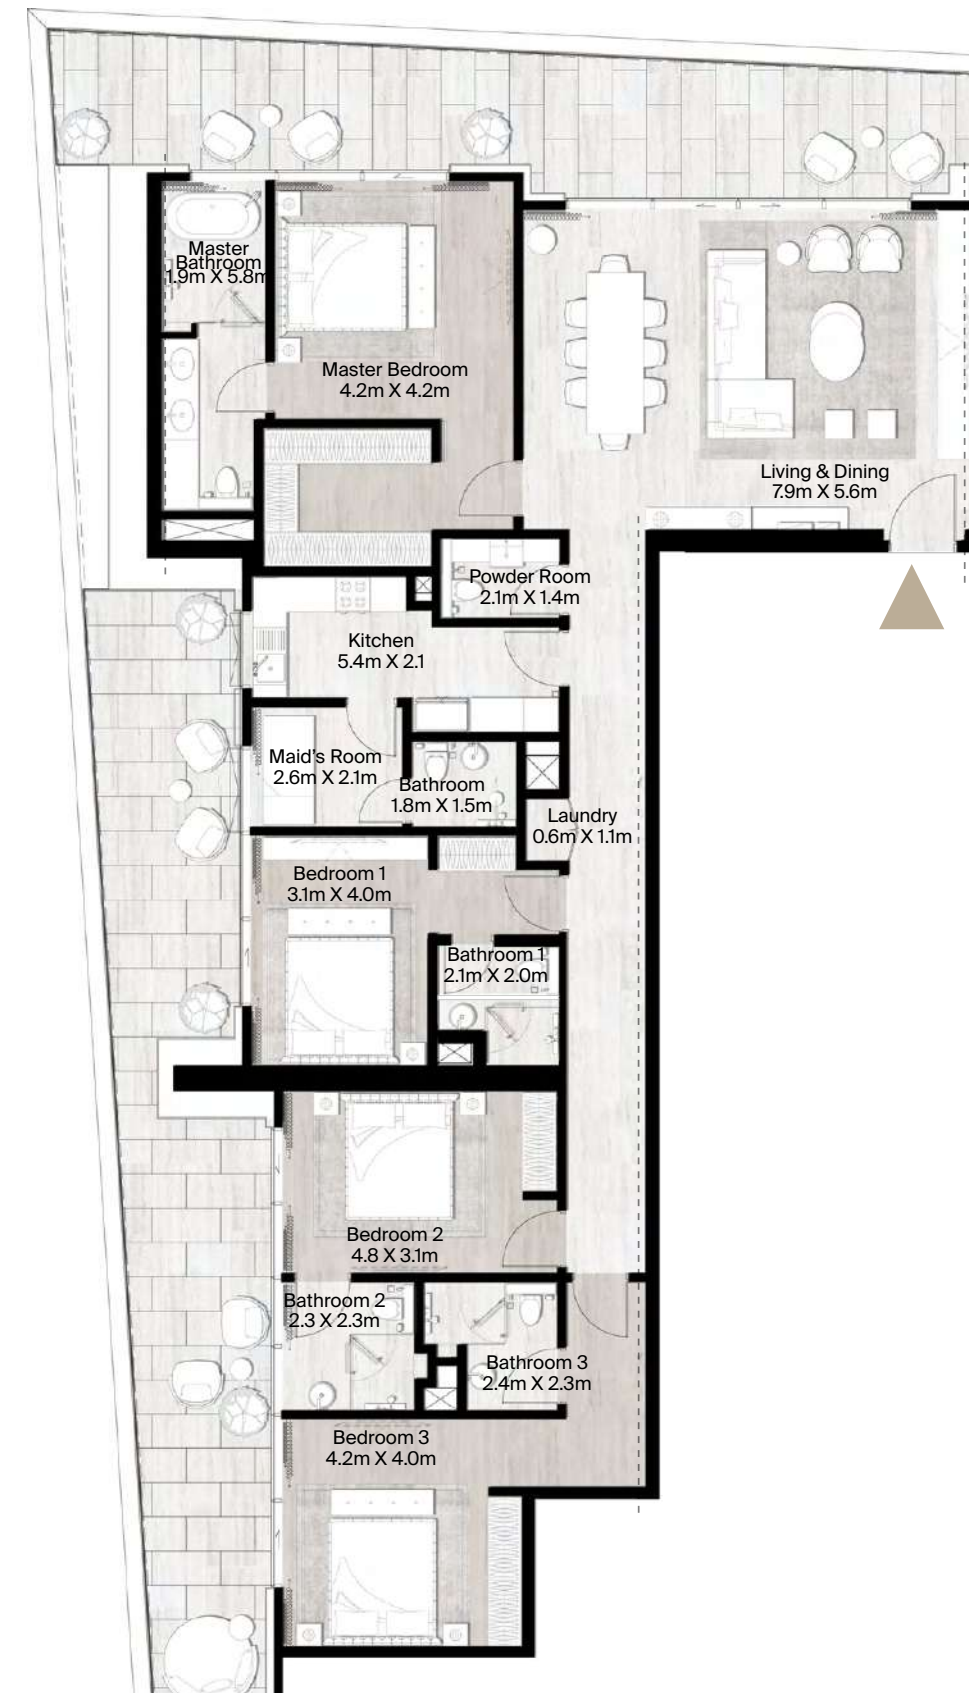 Master
Bathroom
1.9m X 5.8m
Master Bedroom
4.2m X 4.2m
Living & Dining
7.9m X 5.6m
Powder Room
2.1m X 1.4m
Kitchen
5.4m X 2.1
Maid's Room
2.6m X 2.1m
Bathroom
1.8m X 1.5m
Laundry
0.6m X 1.1m
Bedroom 1
3.1m X 4.0m
Bathroom 1
2.1m X 2.0m
Bedroom 2
4.8 X 3.1m
Bathroom 2
2.3 X 2.3m
Bathroom 3
2.4m X 2.3m
Bedroom 3
4.2m X 4.0m